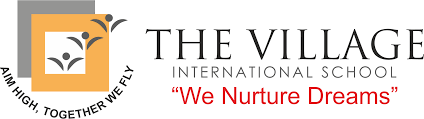 AIM HIGH, TOGETHER WE FLY
THE VILLAGE
INTERNATIONAL SCHOOL
“We Nurture Dreams”